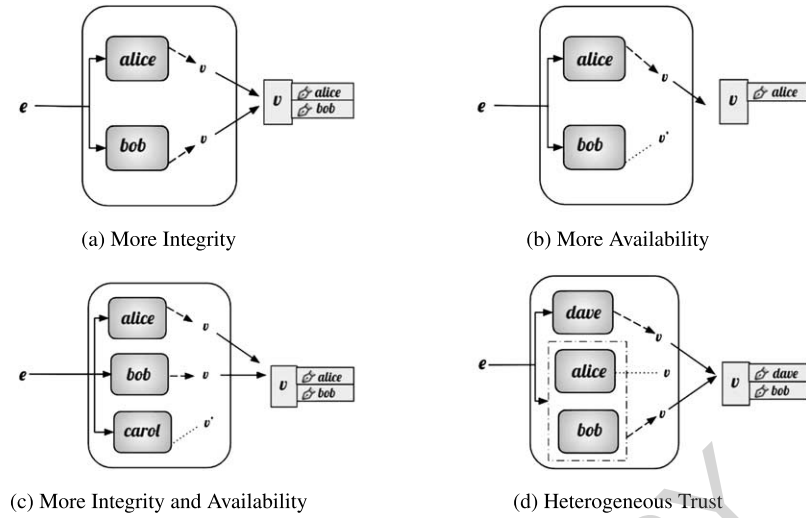 alice
v
e
v
alice
bob
bob
v
(a) More Integrity
alice
v
e
v
alice
bob
v'
(b) More Availability
alice
v
e
bob
v
v
alice
bob
carol
v'
(c) More Integrity and Availability
dave
v
e
alice
v
v
dave
bob
bob
v
(d) Heterogeneous Trust